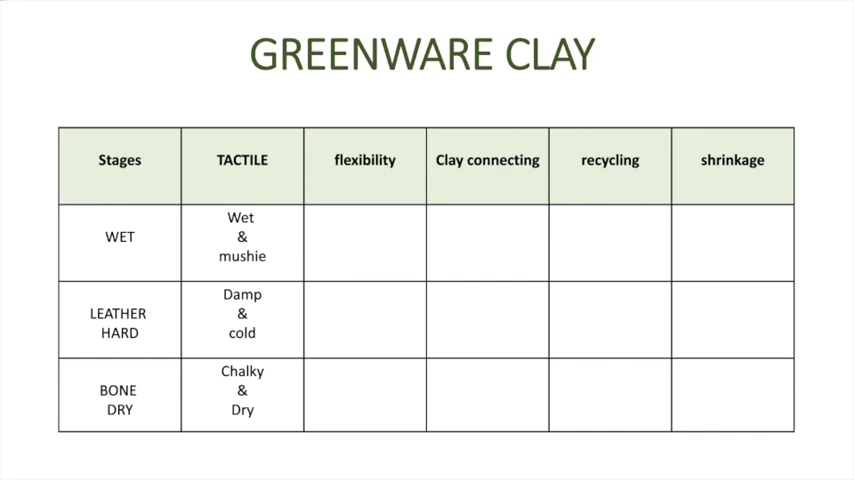 GREENWARE CLAY
Stages TACTILE flexibility Clay connecting recycling shrinkage
WET
Wet
&
mushie
LEATHER
HARD
Damp
&
cold
BONE
DRY
Chalky
&
Dry